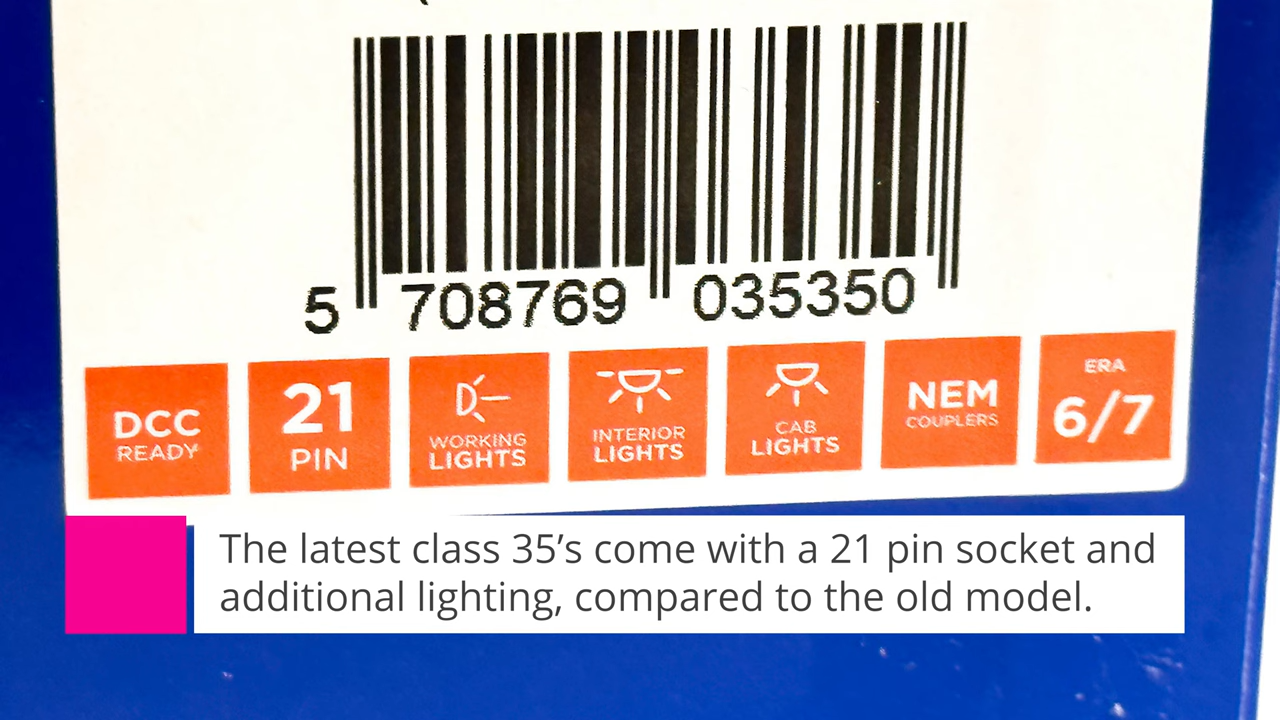 5 708769 035350
DCC
READY
21
PIN
WORKING
LIGHTS
INTERIOR
LIGHTS
CAB
LIGHTS
NEM
COUPLERS
ERA
6/7
The latest class 35’s come with a 21 pin socket and
additional lighting, compared to the old model.